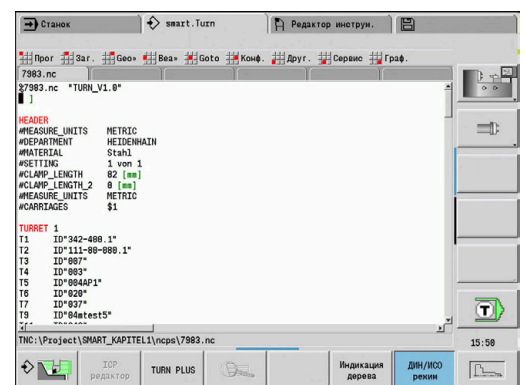 Станок smart.Turn Редактор инструм.
Прог Заг. Geo» Bea» Goto Конф. Друг. Сервис Граф.
7983.nc
%7983.nc "TURN_V1.0"
[ ]
HEADER
#MEASURE_UNITS METRIC
#DEPARTMENT HEIDENHAIN
#MATERIAL Stahl
#SETTING 1 von 1
#CLAMP_LENGTH 82 [mm]
#CLAMP_LENGTH_2 0 [mm]
#MEASURE_UNITS METRIC
#CARRIAGES $1
TURRET 1
T1 ID"342-400.1"
T2 ID"111-80-080.1"
T3 ID"007"
T4 ID"003"
T5 ID"004AP1"
T6 ID"020"
T7 ID"037"
T9 ID"04mtest5"
TNC:\Project\SMART_KAPITEL1\ncps\7983.nc
T
15:50
ICP редактор
TURN PLUS
Индикация дерева
ДИН/ИСО режим